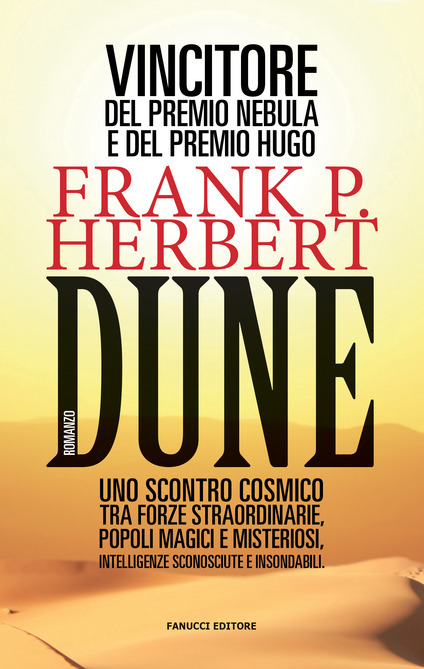 VINCITORE
DEL PREMIO NEBULA
E DEL PREMIO HUGO
FRANK P.
HERBERT
DUNE
ROMANZO
UNO SCONTRO COSMICO
TRA FORZE STRAORDINARIE,
POPOLI MAGICI E MISTERIOSI,
INTELLIGENZE SCONOSCIUTE E INSONDABILI.
FANUCCI EDITORE